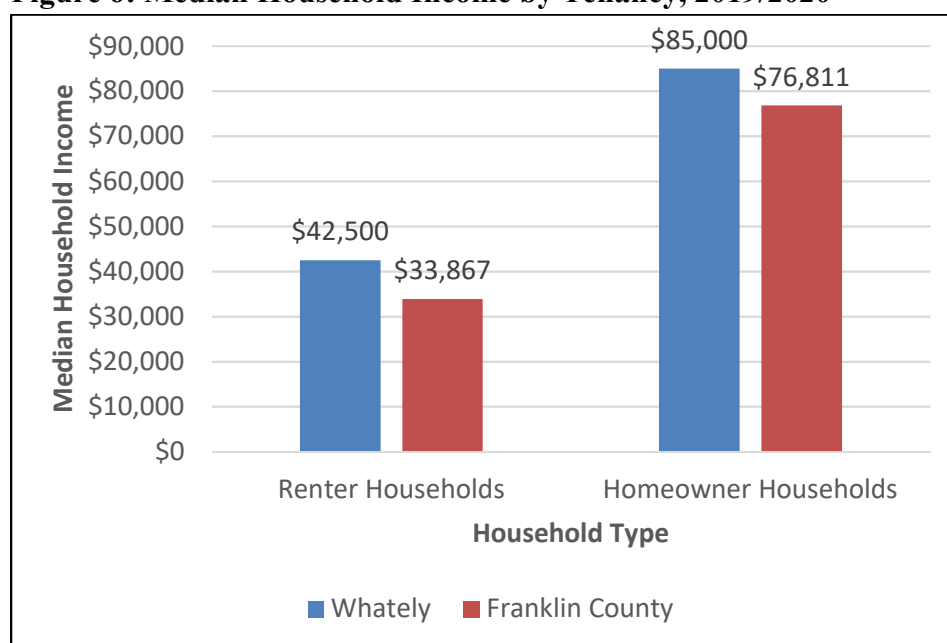 $90,000
$80,000
$70,000
$60,000
$50,000
$40,000
$30,000
$20,000
$10,000
$0
Median Household Income
$85,000
$76,811
$42,500
$33,867
Renter Households
Homeowner Households
Household Type
Whately
Franklin County